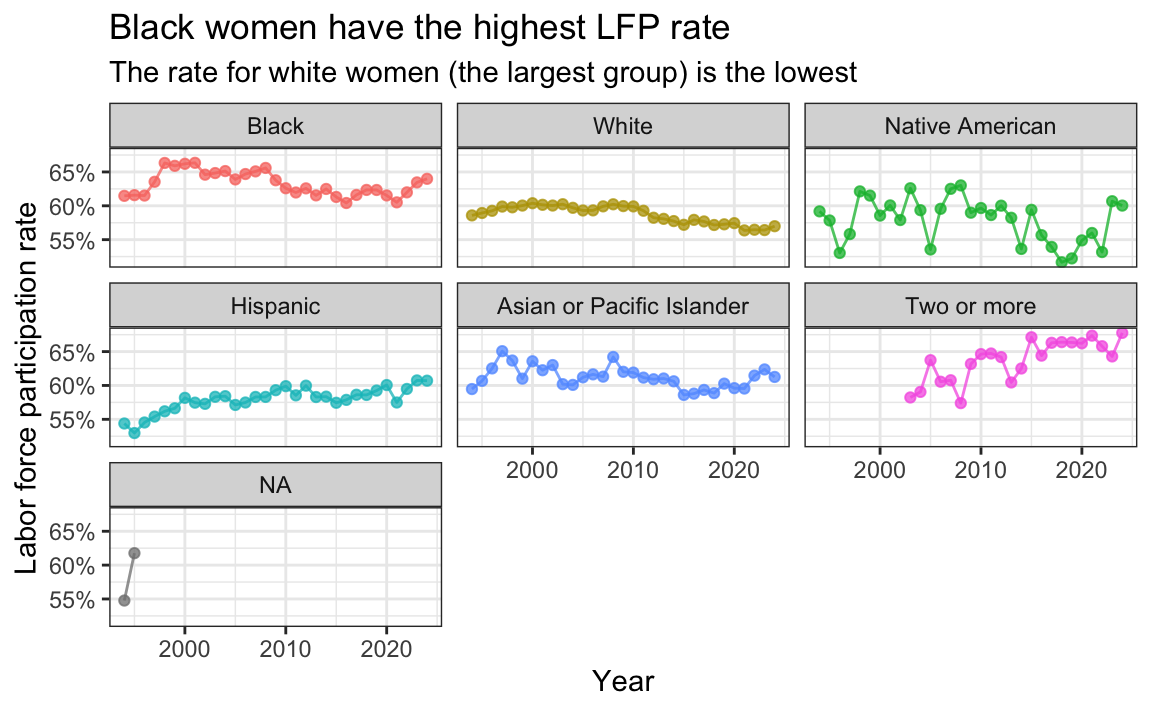 Black women have the highest LFP rate
The rate for white women (the largest group) is the lowest
Labor force participation rate
Black
White
Native American
65%
60%
55%
Hispanic
Asian or Pacific Islander
Two or more
65%
60%
55%
2000 2010 2020
2000 2010 2020
NA
65%
60%
55%
2000 2010 2020
Year